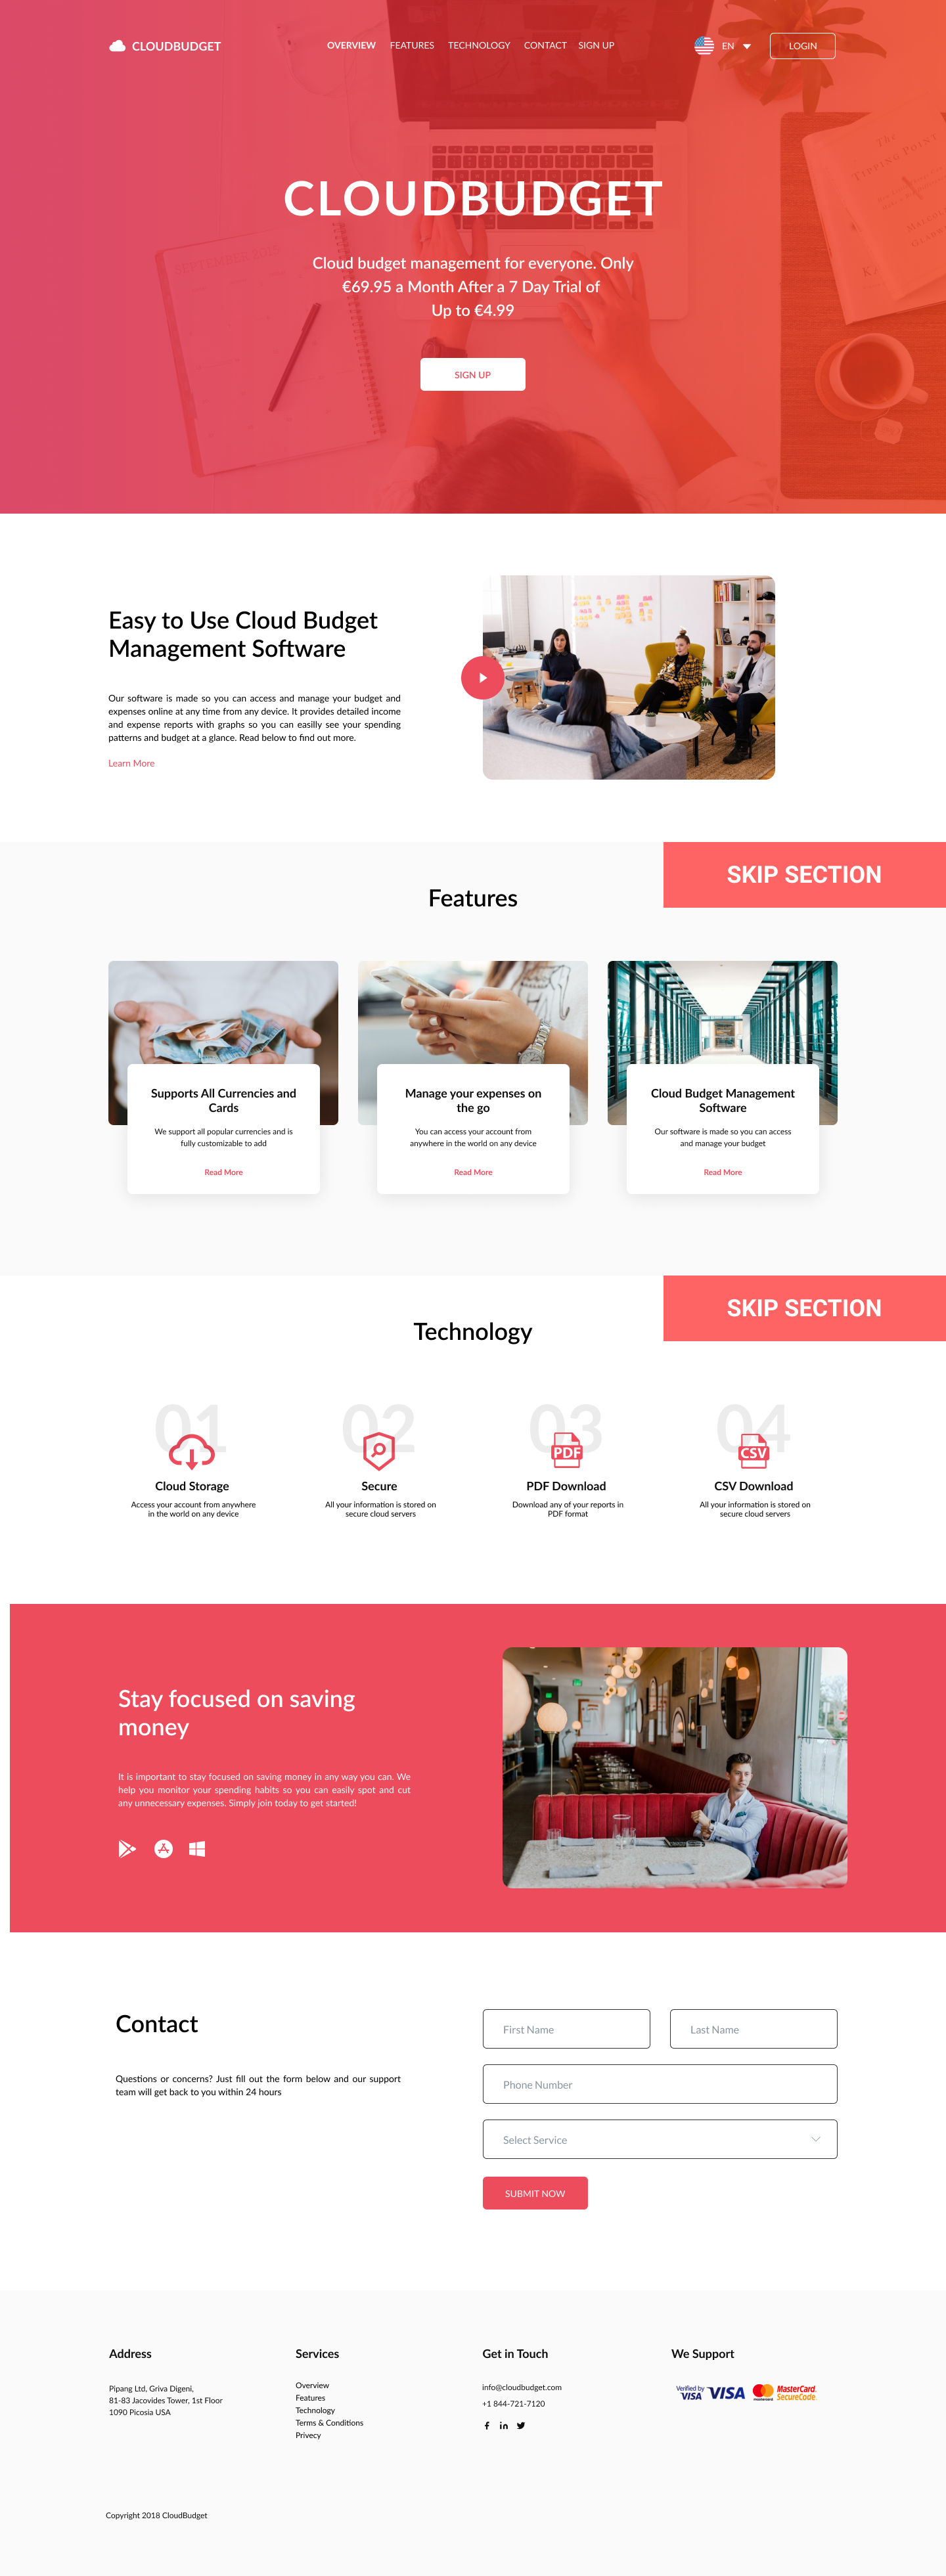 CLOUDBUDGET
OVERVIEW FEATURES TECHNOLOGY CONTACT SIGN UP
EN
LOGIN
The
TIPPING POINT
SEPTEMBER 2015
CLOUDBUDGET
Cloud budget management for everyone. Only
€69.95 a Month After a 7 Day Trial of
Up to €4.99
SIGN UP
Easy to Use Cloud Budget
Management Software
Our software is made so you can access and manage your budget and
expenses online at any time from any device. It provides detailed income
and expense reports with graphs so you can easilly see your spending
patterns and budget at a glance. Read below to find out more.
Learn More
SKIP SECTION
Features
Supports All Currencies and
Cards
We support all popular currencies and is
fully customizable to add
Read More
Manage your expenses on
the go
You can access your account from
anywhere in the world on any device
Read More
Cloud Budget Management
Software
Our software is made so you can access
and manage your budget
Read More
SKIP SECTION
Technology
01
Cloud Storage
Access your account from anywhere
in the world on any device
02
Secure
All your information is stored on
secure cloud servers
03
PDF
PDF Download
Download any of your reports in
PDF format
04
CSV
CSV Download
All your information is stored on
secure cloud servers
Stay focused on saving
money
It is important to stay focused on saving money in any way you can. We
help you monitor your spending habits so you can easily spot and cut
any unnecessary expenses. Simply join today to get started!
Contact
Questions or concerns? Just fill out the form below and our support
team will get back to you within 24 hours
First Name
Last Name
Phone Number
Select Service
SUBMIT NOW
Address
Pipang Ltd, Griva Digeni,
81-83 Jacovides Tower, 1st Floor
1090 Picosia USA
Services
Overview
Features
Technology
Terms & Conditions
Privecy
Get in Touch
info@cloudbudget.com
+1 844-721-7120
We Support
Verified by
VISA
VISA
mastercard
MasterCard.
SecureCode.
Copyright 2018 CloudBudget